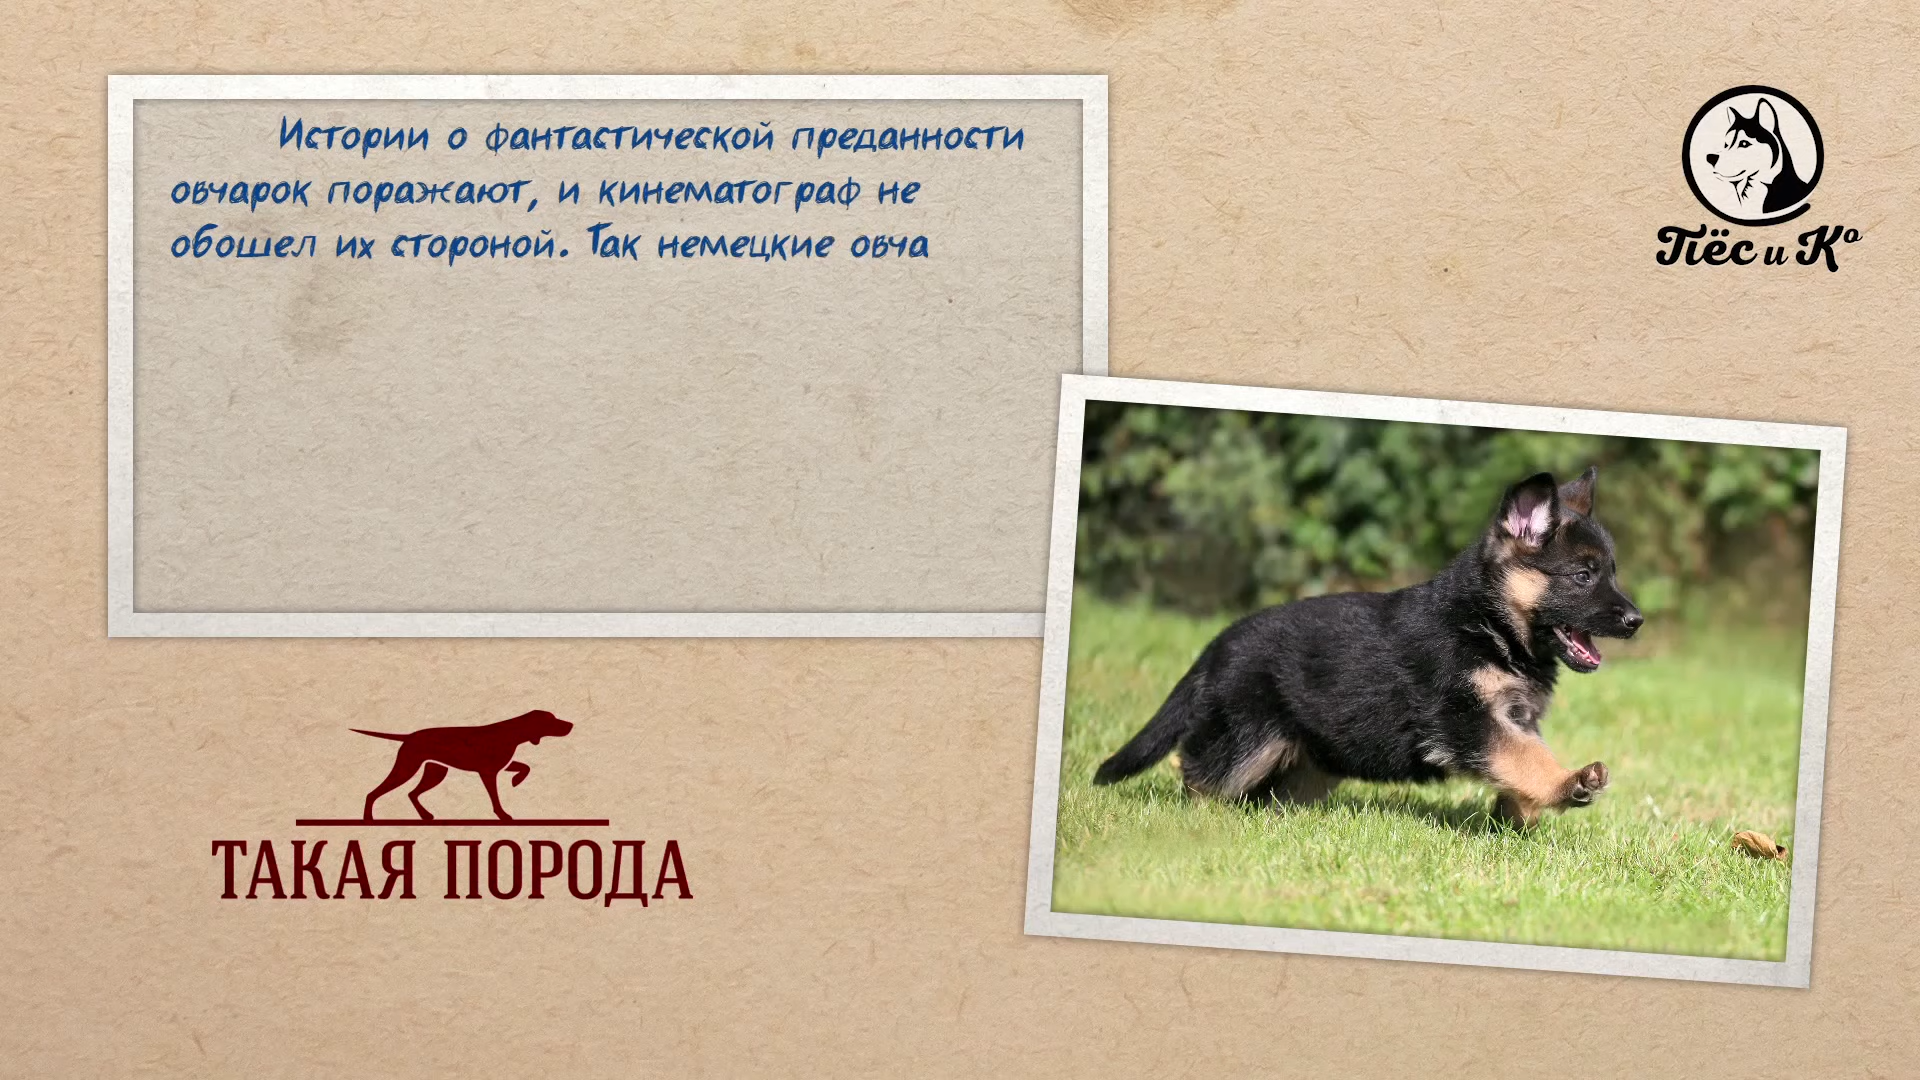 Истории о фантастической преданности
овчарок поражают, и кинематограф не
обошел их стороной. Так немецкие овча
Пёс и Ко
ТАКАЯ ПОРОДА